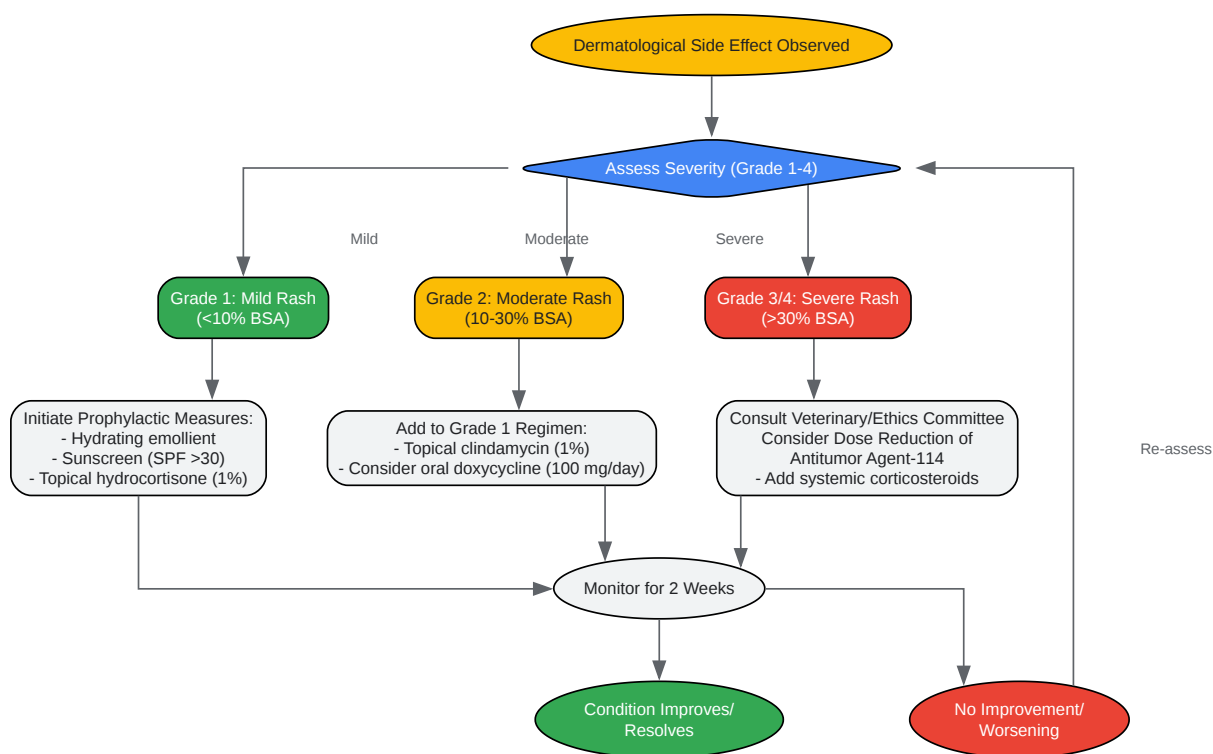 Dermatological Side Effect Observed
Assess Severity (Grade 1-4)
Mild
Moderate
Severe
Grade 1: Mild Rash
(<10% BSA)
Grade 2: Moderate Rash
(10-30% BSA)
Grade 3/4: Severe Rash
(>30% BSA)
Initiate Prophylactic Measures:
- Hydrating emollient
- Sunscreen (SPF >30)
- Topical hydrocortisone (1%)
Add to Grade 1 Regimen:
- Topical clindamycin (1%)
- Consider oral doxycycline (100 mg/day)
Consult Veterinary/Ethics Committee
Consider Dose Reduction of
Antitumor Agent-114
- Add systemic corticosteroids
Re-assess
Monitor for 2 Weeks
Condition Improves/
Resolves
No Improvement/
Worsening